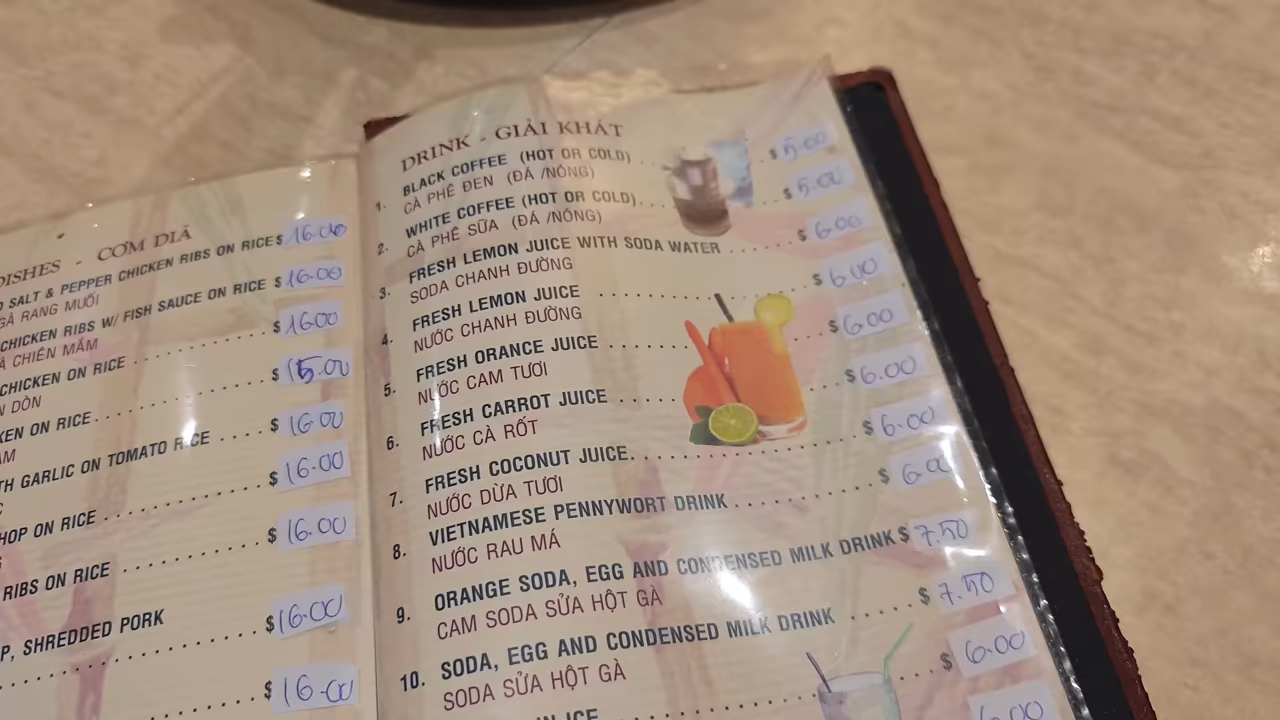 DISHES - CƠM DIÃ
SALT & PEPPER CHICKEN RIBS ON RICE $ 16.00
GÀ RANG MUỐI
CHICKEN RIBS W/ FISH SAUCE ON RICE $ 16.00
CHIÊN MẮM
CHICKEN ON RICE .......... $ 16.00
DÒN
ON RICE .......... $ 15.00
GARLIC ON TOMATO RICE .... $ 16.00
ON RICE .......... $ 16.00
RIBS ON RICE .......... $ 16.00
SHREDDED PORK
.......... $ 16.00
.......... $ 16.00
DRINK - GIẢI KHÁT
1. BLACK COFFEE (HOT OR COLD) .... $ 5.00
CÀ PHÊ ĐEN (ĐÁ /NÓNG)
2. WHITE COFFEE (HOT OR COLD) .... $ 5.00
CÀ PHÊ SỮA (ĐÁ /NÓNG)
3. FRESH LEMON JUICE WITH SODA WATER ...... $ 6.00
SODA CHANH ĐƯỜNG
4. FRESH LEMON JUICE .......... $ 6.00
NƯỚC CHANH ĐƯỜNG
5. FRESH ORANGE JUICE .......... $ 6.00
NƯỚC CAM TƯƠI
6. FRESH CARROT JUICE .......... $ 6.00
NƯỚC CÀ RỐT
7. FRESH COCONUT JUICE .......... $ 6.00
NƯỚC DỪA TƯƠI
8. VIETNAMESE PENNYWORT DRINK .......... $ 6.00
NƯỚC RAU MÁ
9. ORANGE SODA, EGG AND CONDENSED MILK DRINK $ 7.50
CAM SODA SỬA HỘT GÀ
10. SODA, EGG AND CONDENSED MILK DRINK ...... $ 7.50
SODA SỬA HỘT GÀ
ICE .......... $ 6.00
6.00